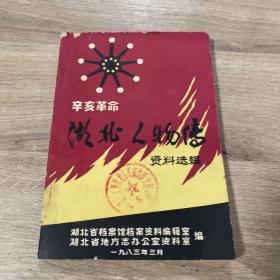 辛亥革命
湖北人物传
资料选编
湖北省档案馆档案资料编辑室
湖北省地方志办公室资料室
编
一九八三年三月